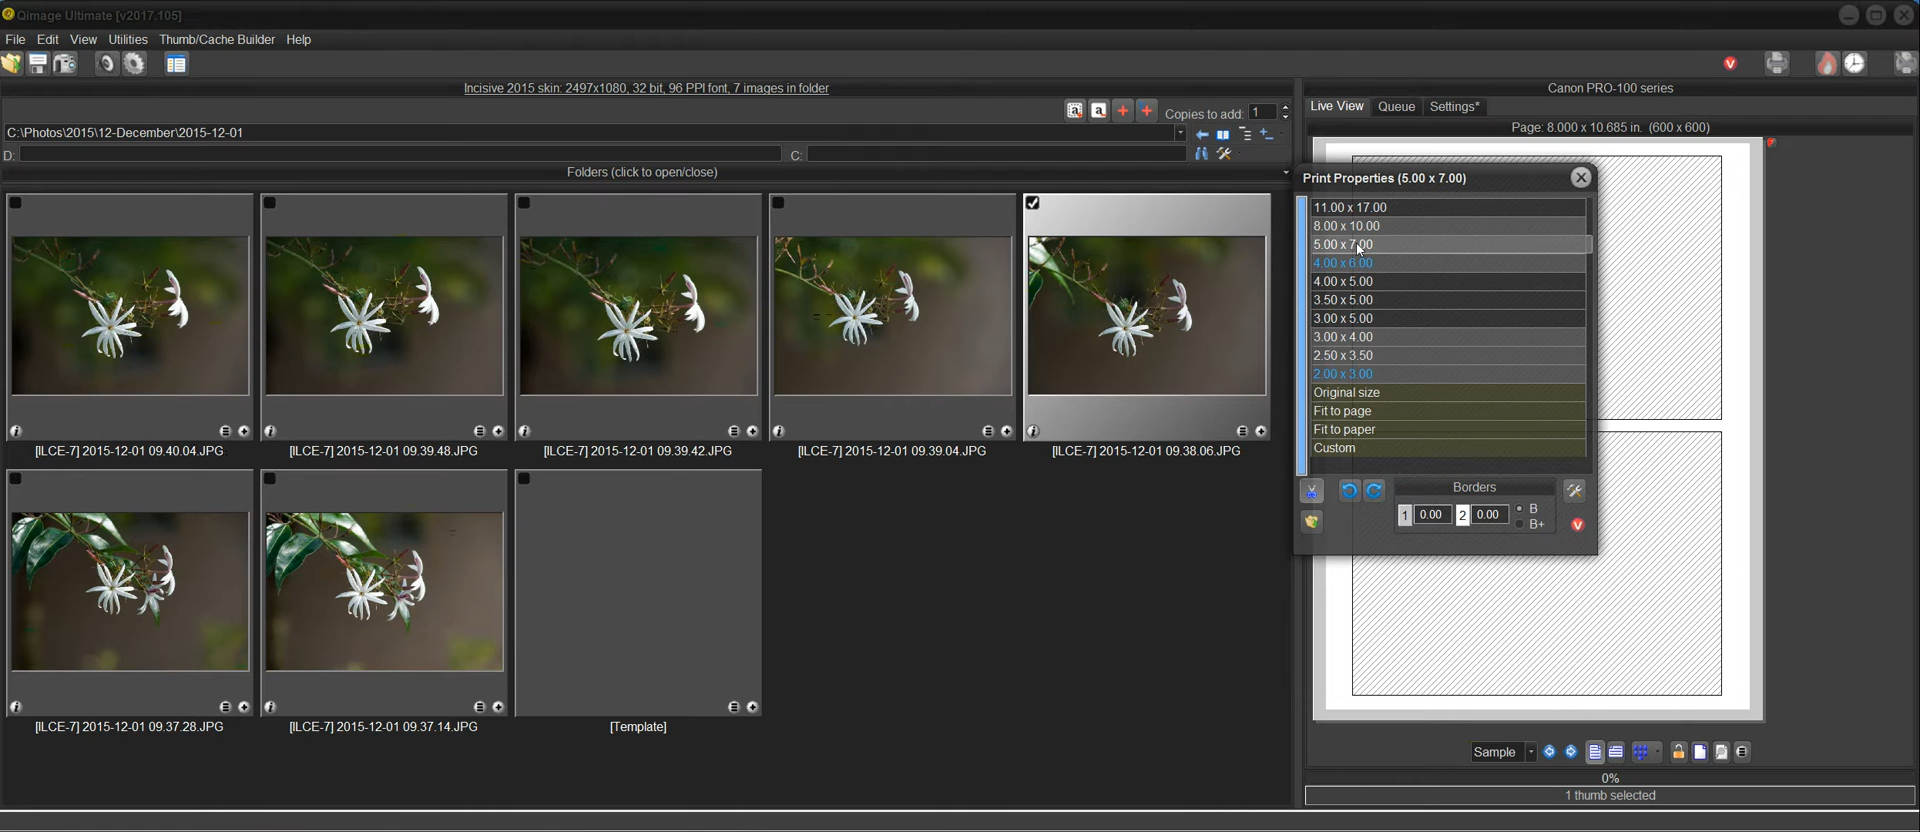 Qimage Ultimate [v2017.105]
File Edit View Utilities Thumb/Cache Builder Help
Incisive 2015 skin: 2497x1080, 32 bit, 96 PPI font, 7 images in folder
Canon PRO-100 series
Copies to add: 1
Live View Queue Settings*
C:\Photos\2015\12-December\2015-12-01
Page: 8.000 x 10.685 in. (600 x 600)
D: C:
Folders (click to open/close)
Print Properties (5.00 x 7.00)
11.00 x 17.00
8.00 x 10.00
5.00 x 7.00
4.00 x 6.00
4.00 x 5.00
3.50 x 5.00
3.00 x 5.00
3.00 x 4.00
2.50 x 3.50
2.00 x 3.00
Original size
Fit to page
Fit to paper
Custom
Borders
1 0.00 2 0.00 B
B+
[ILCE-7] 2015-12-01 09.40.04.JPG
[ILCE-7] 2015-12-01 09.39.48.JPG
[ILCE-7] 2015-12-01 09.39.42.JPG
[ILCE-7] 2015-12-01 09.39.04.JPG
[ILCE-7] 2015-12-01 09.38.06.JPG
[ILCE-7] 2015-12-01 09.37.28.JPG
[ILCE-7] 2015-12-01 09.37.14.JPG
[Template]
Sample
0%
1 thumb selected